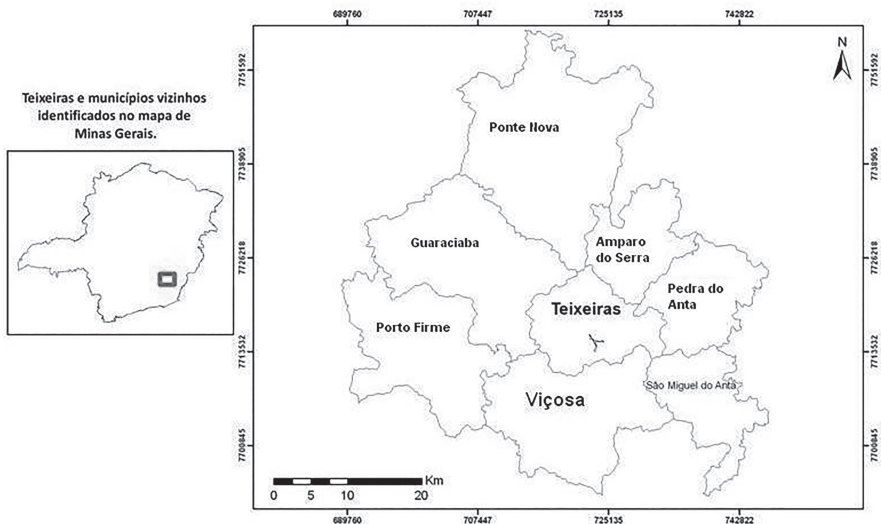 689760 707447 725135 742822
N
Teixeiras e municípios vizinhos
identificados no mapa de
Minas Gerais.
7751592
7738905
7726218
7713532
7700845
Ponte Nova
Guaraciaba
Amparo
do Serra
Pedra do
Anta
Teixeiras
Porto Firme
São Miguel do Anta
Viçosa
Km
0 5 10 20
7751592
7738905
7726218
7713532
7700845
689760 707447 725135 742822